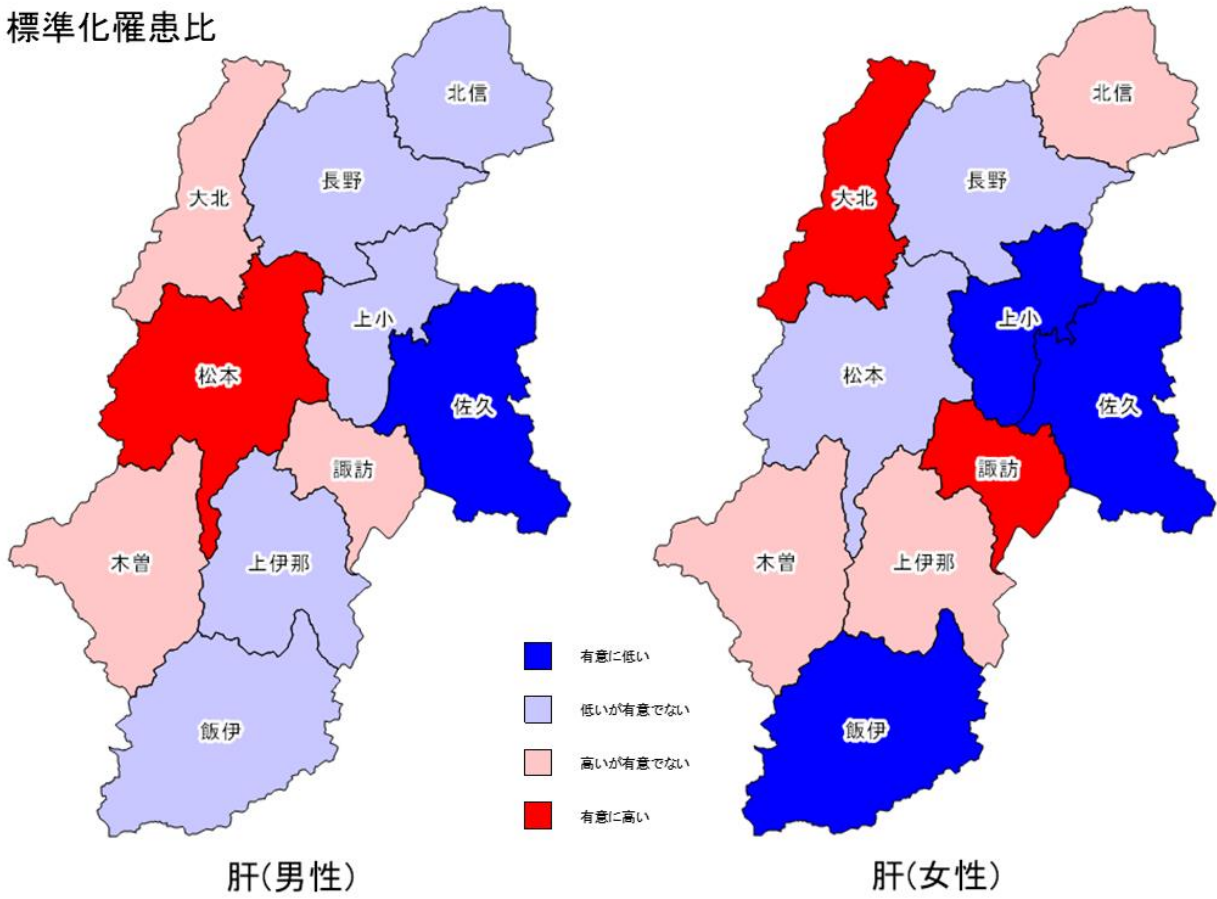 標準化罹患比
北信
長野
大北
上小
松本
佐久
諏訪
木曽
上伊那
飯伊
肝(男性)
有意に低い
低いが有意でない
高いが有意でない
有意に高い
北信
長野
大北
上小
松本
佐久
諏訪
木曽
上伊那
飯伊
肝(女性)